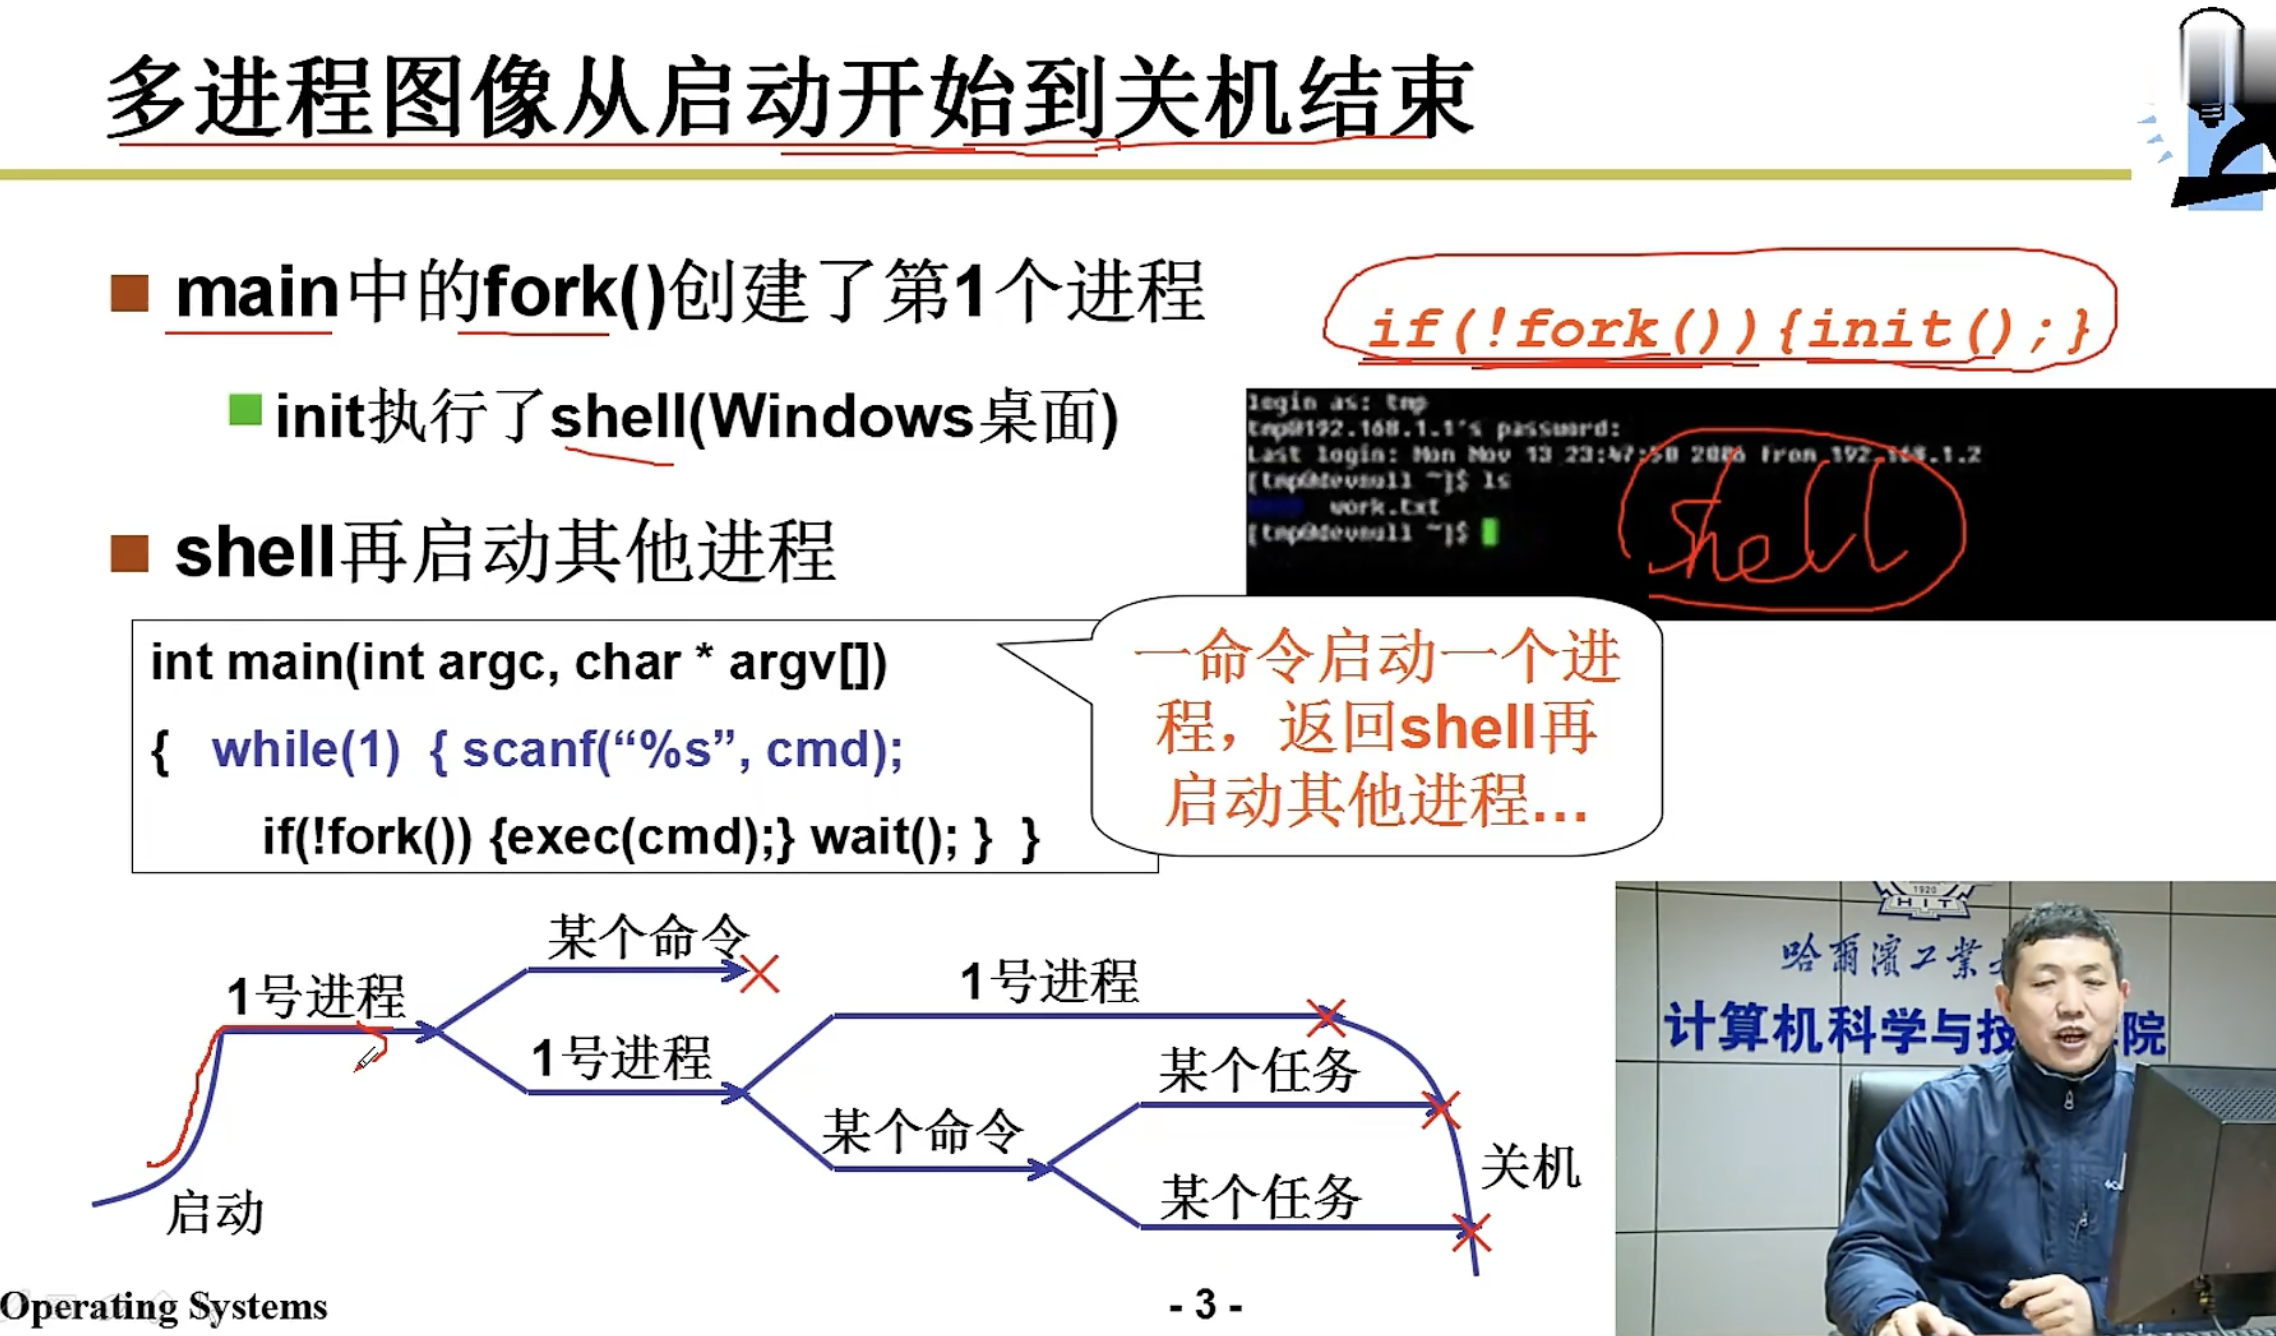 多进程图像从启动开始到关机结束
main中的fork()创建了第1个进程
if(!fork()){init();}
init执行了shell(Windows桌面)
login as: tmp
tmp@192.168.1.1's password:
Last login: Mon Nov 13 23:47:50 2006 from 192.168.1.2
[tmp@devnull ~]$ ls
work.txt
[tmp@devnull ~]$
shell
shell再启动其他进程
int main(int argc, char * argv[])
{ while(1) { scanf(“%s”, cmd);
if(!fork()) {exec(cmd);} wait(); } }
一命令启动一个进
程，返回shell再
启动其他进程...
某个命令
1号进程
1号进程
1号进程
某个任务
某个命令
某个任务
启动
关机
1920
HIT
哈爾濱工業
计算机科学与技
院
Operating Systems
- 3 -